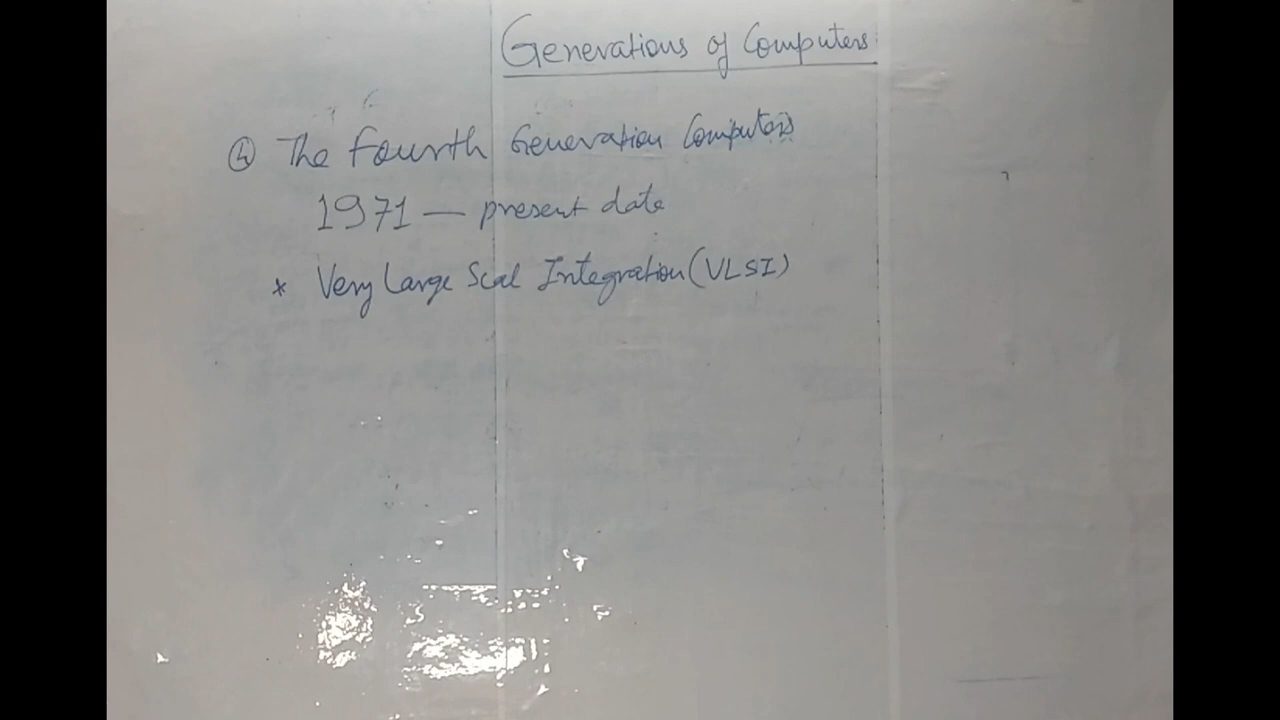 Generations of Computers
④ The Fourth Generation Computers
1971 — present date
* Very Large Scal Integration (VLSI)